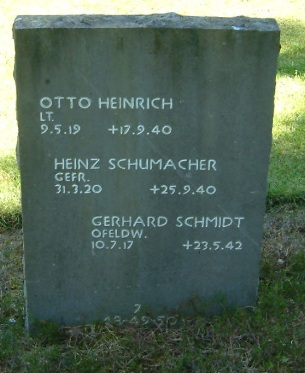 OTTO HEINRICH
LT.
9.5.19 +17.9.40
HEINZ SCHUMACHER
GEFR.
31.3.20 +25.9.40
GERHARD SCHMIDT
OFELDW.
10.7.17 +23.5.42
7